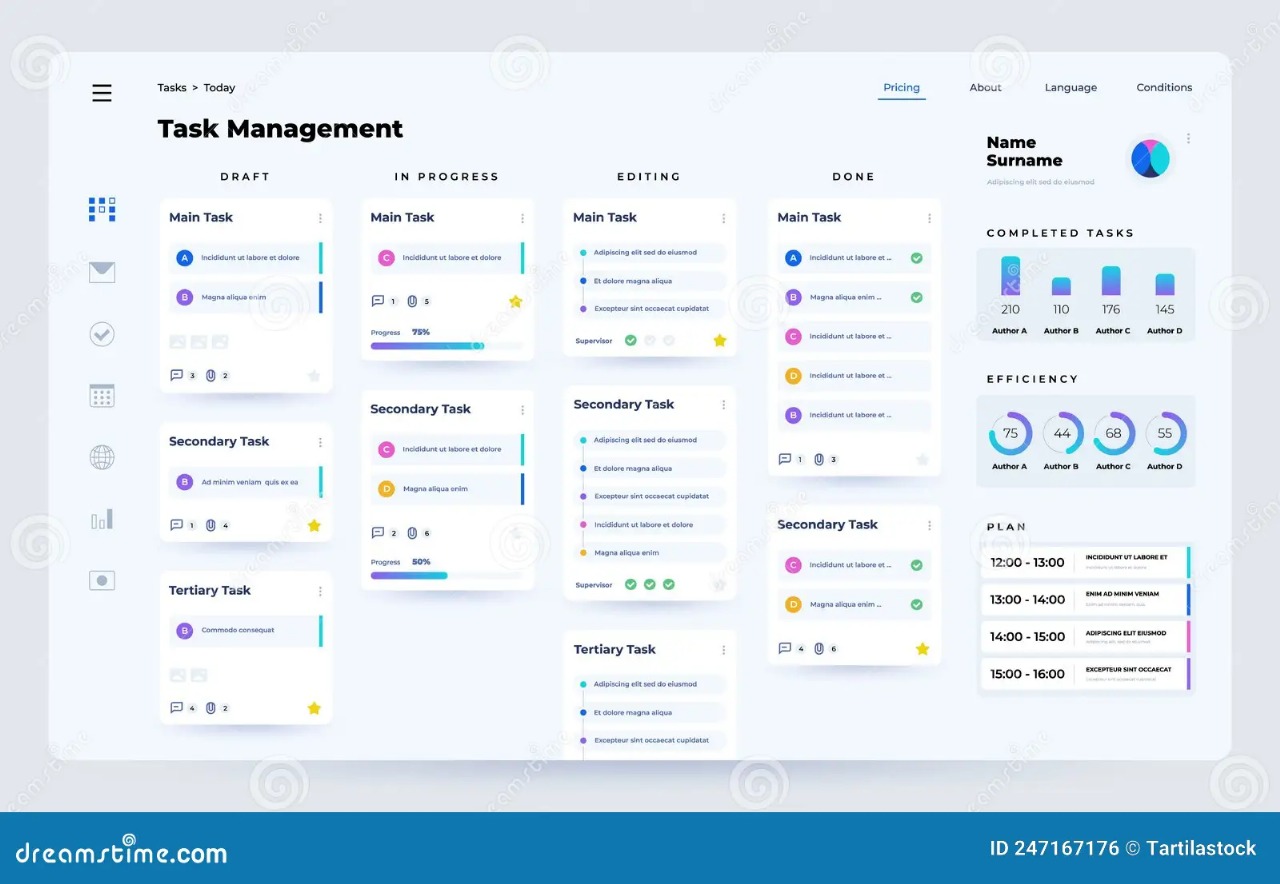 Tasks > Today
Pricing
About
Language
Conditions
Task Management
DRAFT
Main Task
A Incididunt ut labore et dolore
B Magna aliqua enim
3 2
Secondary Task
B Ad minim veniam quis ex ea
1 4
Tertiary Task
B Commodo consequat
4 2
IN PROGRESS
Main Task
C Incididunt ut labore et dolore
1 5
Progress 75%
Secondary Task
C Incididunt ut labore et dolore
D Magna aliqua enim
2 6
Progress 50%
EDITING
Main Task
Adipiscing elit sed do eiusmod
Et dolore magna aliqua
Excepteur sint occaecat cupidatat
Supervisor
Secondary Task
Adipiscing elit sed do eiusmod
Et dolore magna aliqua
Excepteur sint occaecat cupidatat
Incididunt ut labore et dolore
Magna aliqua enim
Supervisor
Tertiary Task
Adipiscing elit sed do eiusmod
Et dolore magna aliqua
Excepteur sint occaecat cupidatat
DONE
Main Task
A Incididunt ut labore et ...
B Magna aliqua enim ...
C Incididunt ut labore et ...
D Incididunt ut labore et ...
B Incididunt ut labore et ...
1 3
Secondary Task
C Incididunt ut labore et ...
D Magna aliqua enim ...
4 6
Name
Surname
Adipiscing elit sed do eiusmod
COMPLETED TASKS
210 110 176 145
Author A Author B Author C Author D
EFFICIENCY
75 44 68 55
Author A Author B Author C Author D
PLAN
12:00 - 13:00 INCIDIDUNT UT LABORE ET
13:00 - 14:00 ENIM AD MINIM VENIAM
14:00 - 15:00 ADIPISCING ELIT EIUSMOD
15:00 - 16:00 EXCEPTEUR SINT OCCAECAT
dreamstime.com
ID 247167176 © Tartilastock